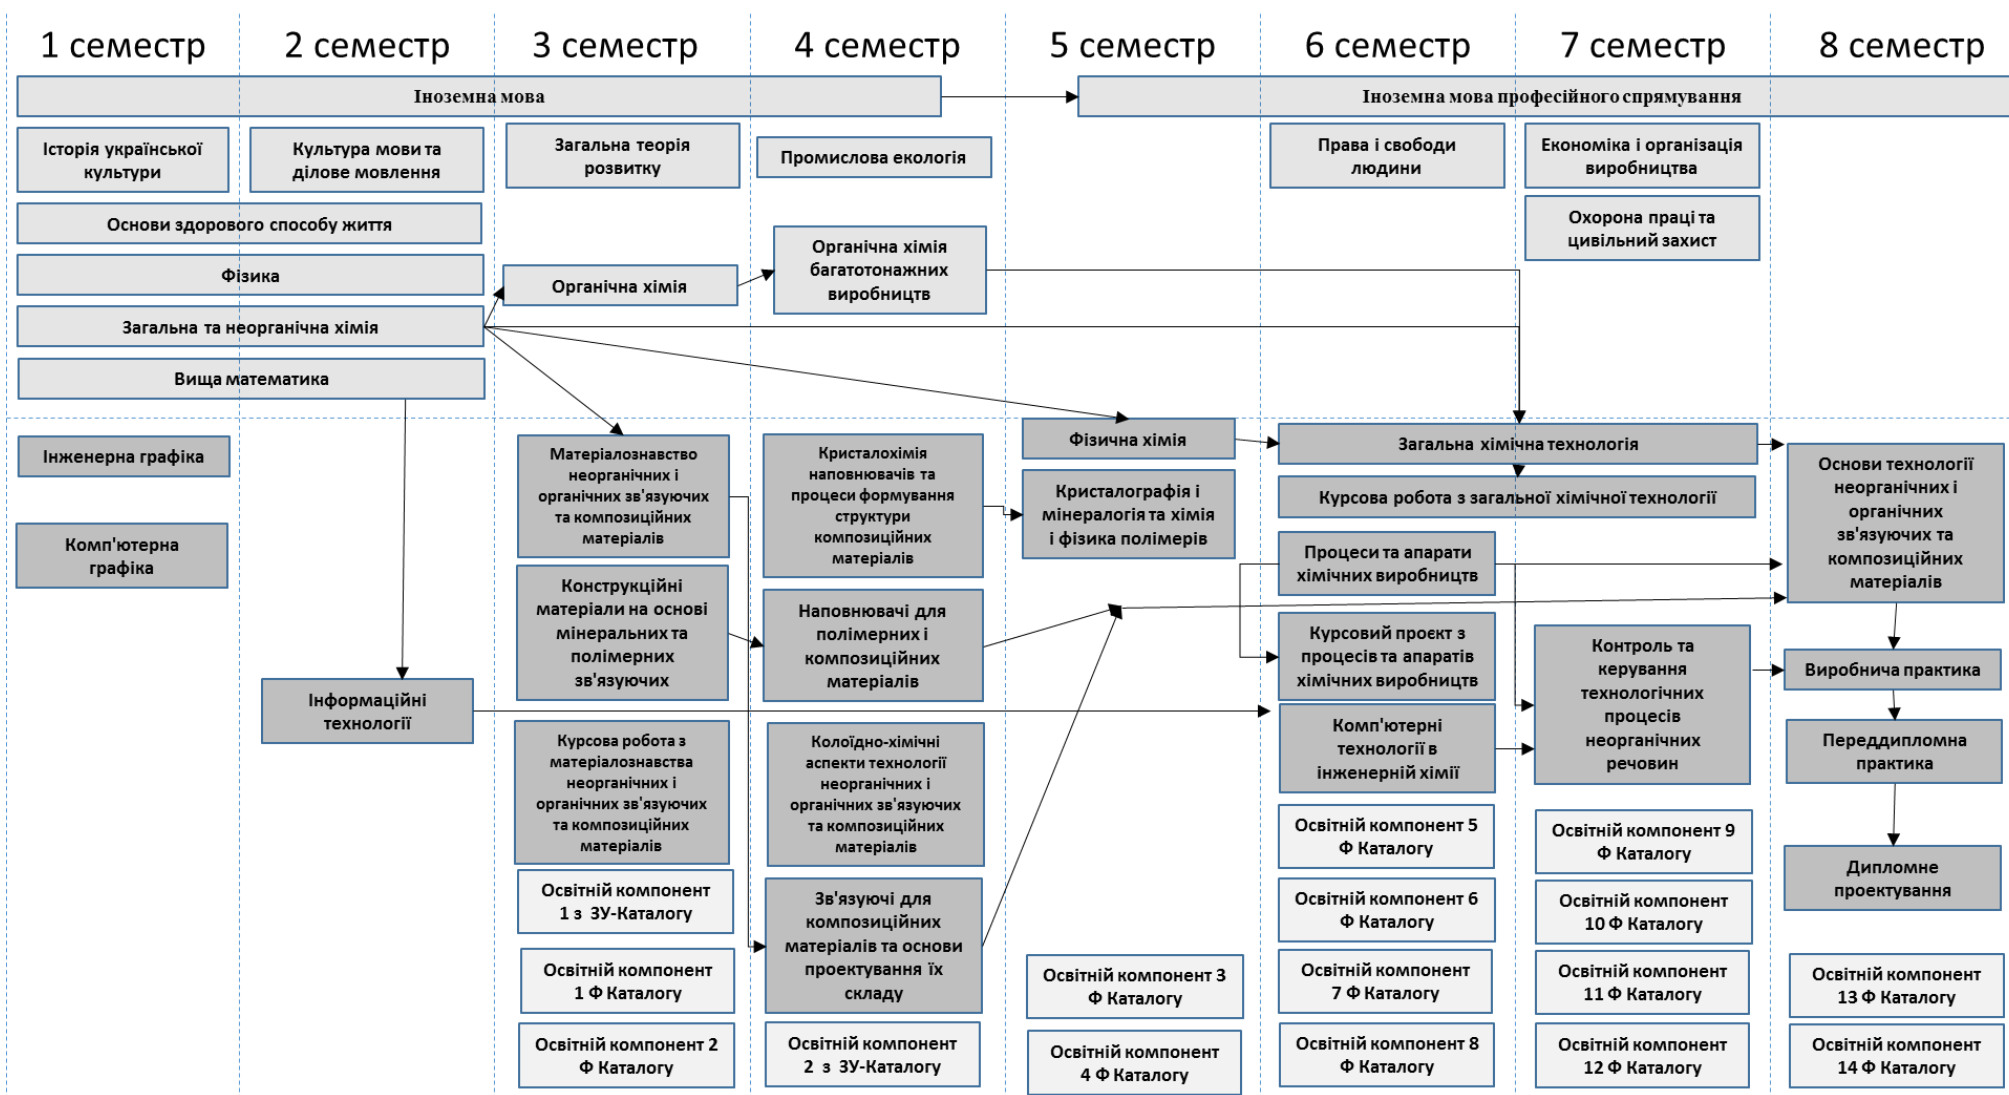 1 семестр
2 семестр
3 семестр
4 семестр
5 семестр
6 семестр
7 семестр
8 семестр
Іноземна мова
Іноземна мова професійного спрямування
Історія української
культури
Культура мови та
ділове мовлення
Загальна теорія
розвитку
Промислова екологія
Права і свободи
людини
Економіка і організація
виробництва
Основи здорового способу життя
Охорона праці та
цивільний захист
Фізика
Органічна хімія
Органічна хімія
багатотонажних
виробництв
Загальна та неорганічна хімія
Вища математика
Інженерна графіка
Комп'ютерна
графіка
Інформаційні
технології
Матеріалознавство
неорганічних і
органічних зв'язуючих
та композиційних
матеріалів
Конструкційні
матеріали на основі
мінеральних та
полімерних
зв'язуючих
Курсова робота з
матеріалознавства
неорганічних і
органічних зв'язуючих
та композиційних
матеріалів
Освітній компонент
1 з ЗУ-Каталогу
Освітній компонент
1 Ф Каталогу
Освітній компонент 2
Ф Каталогу
Кристалохімія
наповнювачів та
процеси формування
структури
композиційних
матеріалів
Наповнювачі для
полімерних і
композиційних
матеріалів
Колоїдно-хімічні
аспекти технології
неорганічних і
органічних зв'язуючих
та композиційних
матеріалів
Зв'язуючі для
композиційних
матеріалів та основи
проектування їх
складу
Освітній компонент
2 з ЗУ-Каталогу
Фізична хімія
Кристалографія і
мінералогія та хімія
і фізика полімерів
Освітній компонент 3
Ф Каталогу
Освітній компонент
4 Ф Каталогу
Загальна хімічна технологія
Курсова робота з загальної хімічної технології
Процеси та апарати
хімічних виробництв
Курсовий проєкт з
процесів та апаратів
хімічних виробництв
Комп'ютерні
технології в
інженерній хімії
Освітній компонент 5
Ф Каталогу
Освітній компонент 6
Ф Каталогу
Освітній компонент
7 Ф Каталогу
Освітній компонент 8
Ф Каталогу
Контроль та
керування
технологічних
процесів
неорганічних
речовин
Освітній компонент 9
Ф Каталогу
Освітній компонент
10 Ф Каталогу
Освітній компонент
11 Ф Каталогу
Освітній компонент
12 Ф Каталогу
Основи технології
неорганічних і
органічних
зв'язуючих та
композиційних
матеріалів
Виробнича практика
Переддипломна
практика
Дипломне
проектування
Освітній компонент
13 Ф Каталогу
Освітній компонент
14 Ф Каталогу